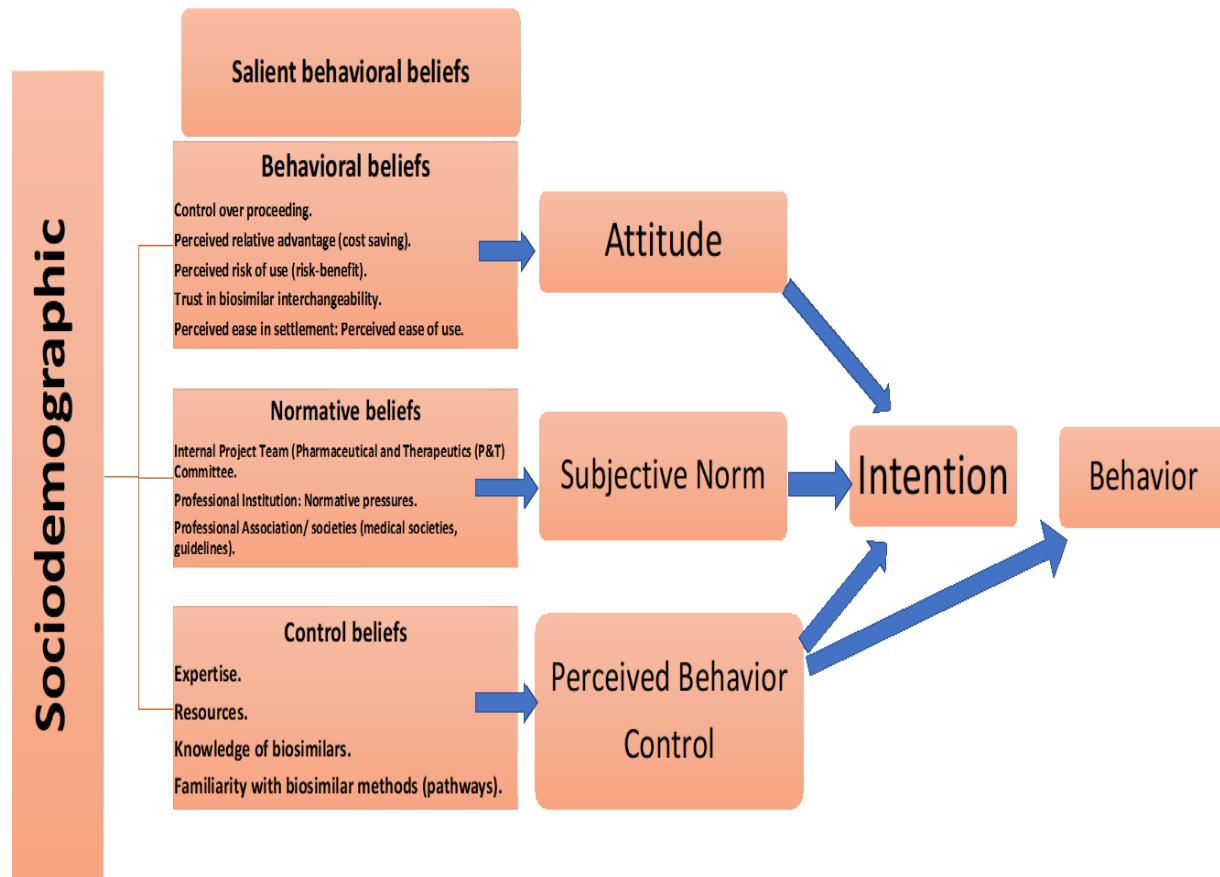 Sociodemographic
Salient behavioral beliefs
Behavioral beliefs
Control over proceeding.
Perceived relative advantage (cost saving).
Perceived risk of use (risk-benefit).
Trust in biosimilar interchangeability.
Perceived ease in settlement: Perceived ease of use.
Attitude
Normative beliefs
Internal Project Team (Pharmaceutical and Therapeutics (P&T)
Committee.
Professional Institution: Normative pressures.
Professional Association/ societies (medical societies,
guidelines).
Subjective Norm
Intention
Behavior
Control beliefs
Expertise.
Resources.
Knowledge of biosimilars.
Familiarity with biosimilar methods (pathways).
Perceived Behavior
Control